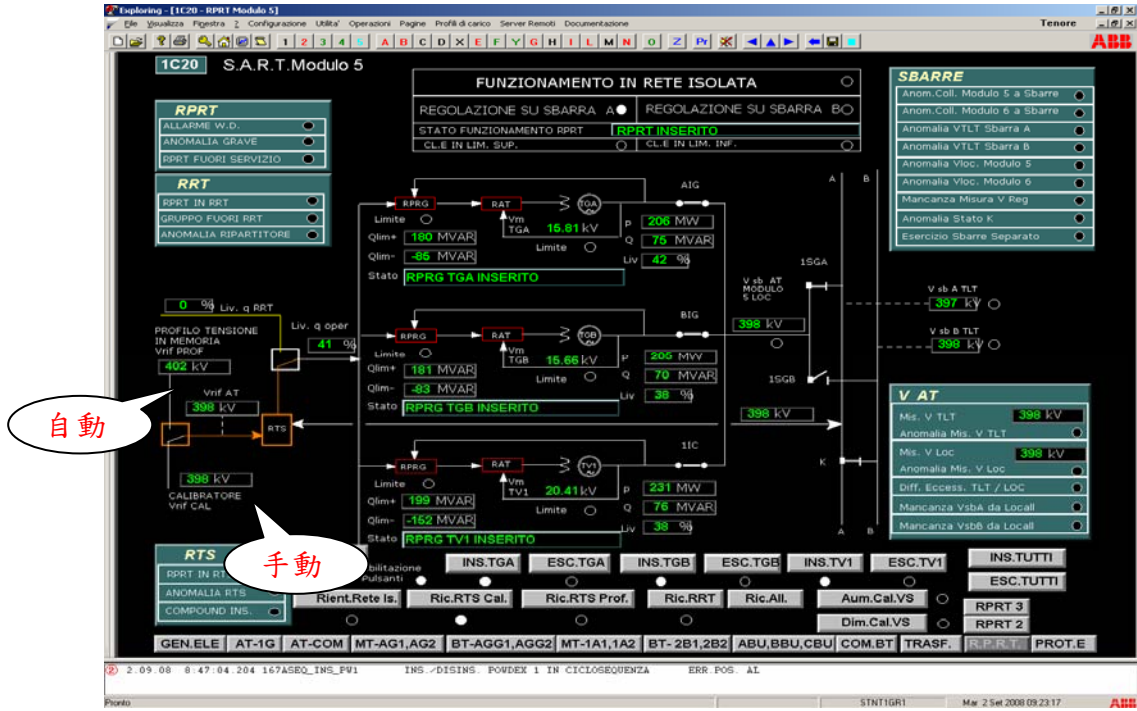 Exploring - [1C20 - RPRT Modulo 5]
File Visualizza Finestra ? Configurazione Utilita' Operazioni Pagine Profili di carico Server Remoti Documentazione Tenore
1 2 3 4 5 A B C D X E F Y G H I L M N O Z Pr ABB
1C20 S.A.R.T.Modulo 5
FUNZIONAMENTO IN RETE ISOLATA
REGOLAZIONE SU SBARRA A REGOLAZIONE SU SBARRA B
STATO FUNZIONAMENTO RPRT RPRT INSERITO
CL.E IN LIM. SUP. CL.E IN LIM. INF.
RPRT
ALLARME W.D.
ANOMALIA GRAVE
RPRT FUORI SERVIZIO
RRT
RPRT IN RRT
GRUPPO FUORI RRT
ANOMALIA RIPARTITORE
SBARRE
Anom.Coll. Modulo 5 a Sbarre
Anom.Coll. Modulo 6 a Sbarre
Anomalia VTLT Sbarra A
Anomalia VTLT Sbarra B
Anomalia Vloc. Modulo 5
Anomalia Vloc. Modulo 6
Mancanza Misura V Reg
Anomalia Stato K
Esercizio Sbarre Separato
RPRG RAT TGA AIG
Limite
Vm TGA 15.81 kV
Limite
P 206 MW
Q 75 MVAR
Liv 42 %
Qlim+ 180 MVAR
Qlim- -85 MVAR
Stato RPRG TGA INSERITO
RPRG RAT TGB BIG
Limite
Vm TGB 15.66 kV
Limite
P 205 MW
Q 70 MVAR
Liv 38 %
Qlim+ 181 MVAR
Qlim- -83 MVAR
Stato RPRG TGB INSERITO
RPRG RAT TV1 1IC
Limite
Vm TV1 20.41 kV
Limite
P 231 MW
Q 76 MVAR
Liv 38 %
Qlim+ 199 MVAR
Qlim- -152 MVAR
Stato RPRG TV1 INSERITO
0 % Liv. q RRT
PROFILO TENSIONE
IN MEMORIA
Vrif PROF
402 kV
Liv. q oper
41 %
Vrif AT
398 kV
RTS
398 kV
CALIBRATORE
Vrif CAL
自動
手動
A B
1SGA
V sb AT
MODULO
5 LOC
398 kV
1SGB
398 kV
K
A B
V sb A TLT
397 kV
V sb B TLT
398 kV
V AT
Mis. V TLT 398 kV
Anomalia Mis. V TLT
Mis. V Loc 398 kV
Anomalia Mis. V Loc
Diff. Eccess. TLT / LOC
Mancanza VsbA da Locall
Mancanza VsbB da Locall
RTS
RPRT IN RT
ANOMALIA RTS
COMPOUND INS.
bilitazione
Pulsanti
INS.TGA ESC.TGA INS.TGB ESC.TGB INS.TV1 ESC.TV1 INS.TUTTI
ESC.TUTTI
Rient.Rete Is. Ric.RTS Cal. Ric.RTS Prof. Ric.RRT Ric.All. Aum.Cal.VS RPRT 3
Dim.Cal.VS RPRT 2
GEN.ELE AT-1G AT-COM MT-AG1,AG2 BT-AGG1,AGG2 MT-1A1,1A2 BT- 2B1,2B2 ABU,BBU,CBU COM.BT TRASF. R.P.R.T. PROT.E
2 2.09.08 8:47:04.204 167ASEQ_INS_PV1 INS./DISINS. POWDEX 1 IN CICLOSEQUENZA ERR.POS. AL
Pronto STNT1GR1 Mar 2 Set 2008 09:23:17 ABB